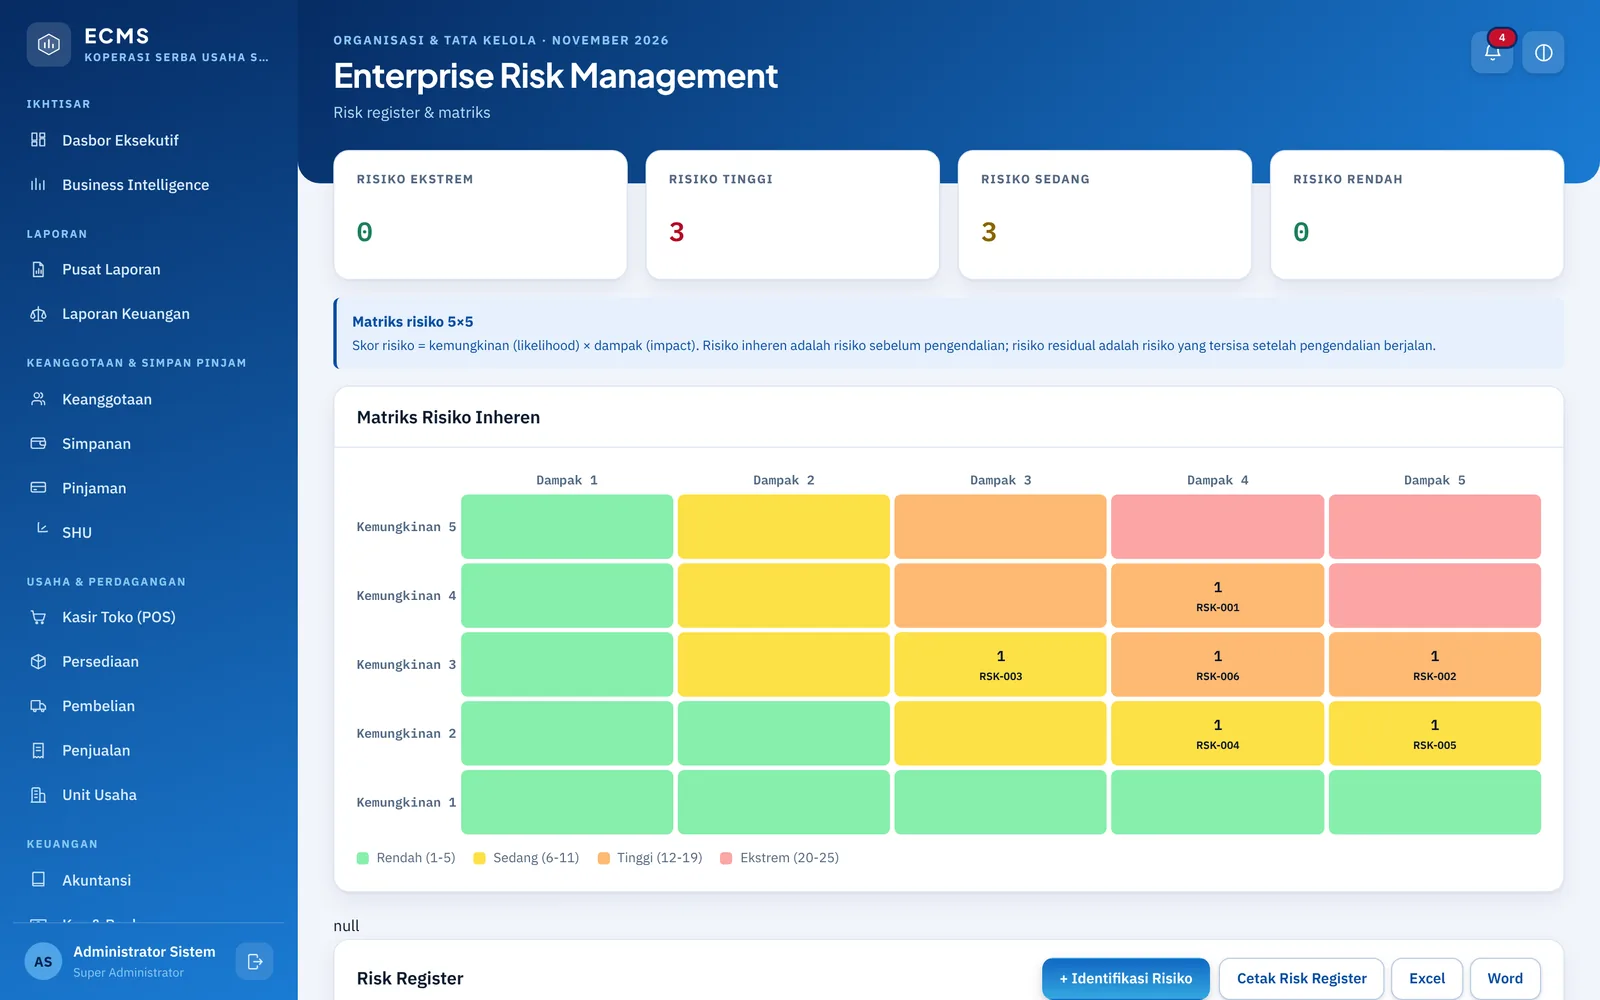 ECMS
KOPERASI SERBA USAHA S...
IKHTISAR
Dasbor Eksekutif
Business Intelligence
LAPORAN
Pusat Laporan
Laporan Keuangan
KEANGGOTAAN & SIMPAN PINJAM
Keanggotaan
Simpanan
Pinjaman
SHU
USAHA & PERDAGANGAN
Kasir Toko (POS)
Persediaan
Pembelian
Penjualan
Unit Usaha
KEUANGAN
Akuntansi
AS
Administrator Sistem
Super Administrator
ORGANISASI & TATA KELOLA · NOVEMBER 2026
Enterprise Risk Management
Risk register & matriks
4
RISIKO EKSTREM
0
RISIKO TINGGI
3
RISIKO SEDANG
3
RISIKO RENDAH
0
Matriks risiko 5×5
Skor risiko = kemungkinan (likelihood) × dampak (impact). Risiko inheren adalah risiko sebelum pengendalian; risiko residual adalah risiko yang tersisa setelah pengendalian berjalan.
Matriks Risiko Inheren
Dampak 1 Dampak 2 Dampak 3 Dampak 4 Dampak 5
Kemungkinan 5
Kemungkinan 4
1
RSK-001
Kemungkinan 3
1
RSK-003
1
RSK-006
1
RSK-002
Kemungkinan 2
1
RSK-004
1
RSK-005
Kemungkinan 1
Rendah (1-5) Sedang (6-11) Tinggi (12-19) Ekstrem (20-25)
null
Risk Register
+ Identifikasi Risiko
Cetak Risk Register
Excel
Word